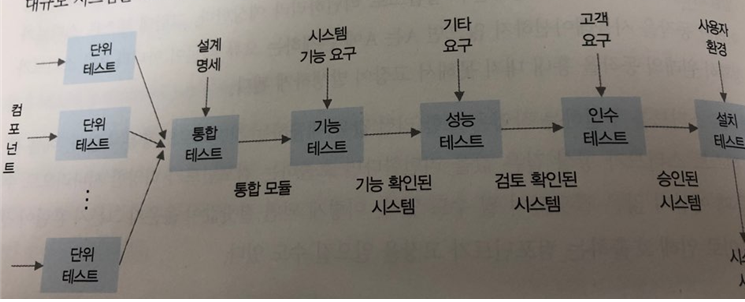 대규모 시스템은
단위
테스트
컴
포
넌
트
단위
테스트
⋮
단위
테스트
설계
명세
통합
테스트
통합 모듈
시스템
기능 요구
기능
테스트
기능 확인된
시스템
기타
요구
성능
테스트
검토 확인된
시스템
고객
요구
인수
테스트
승인된
시스템
사용자
환경
설치
테스트